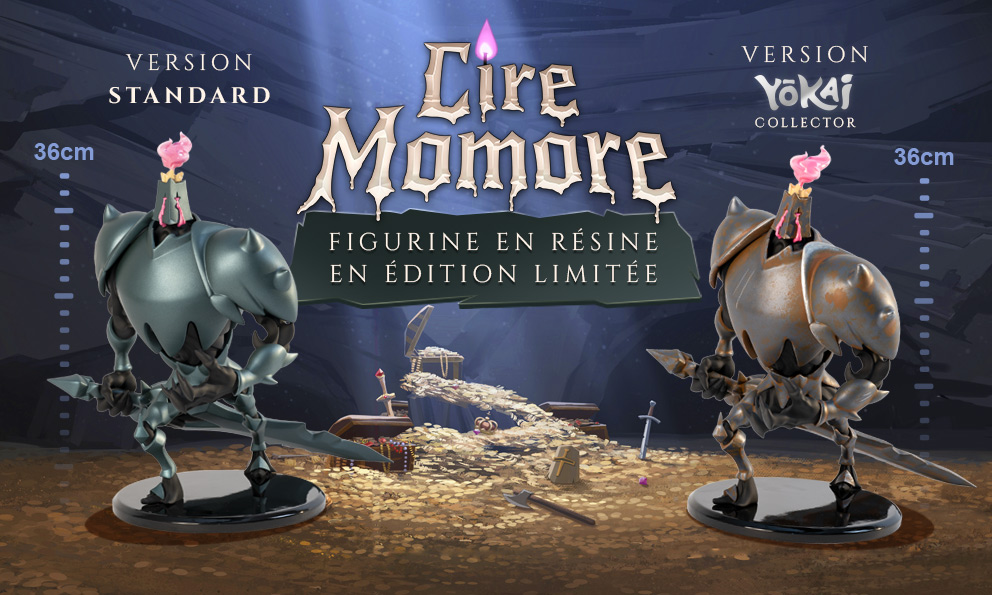 VERSION
STANDARD
36cm
Cire
Momore
FIGURINE EN RÉSINE
EN ÉDITION LIMITÉE
VERSION
YōKAI
COLLECTOR
36cm